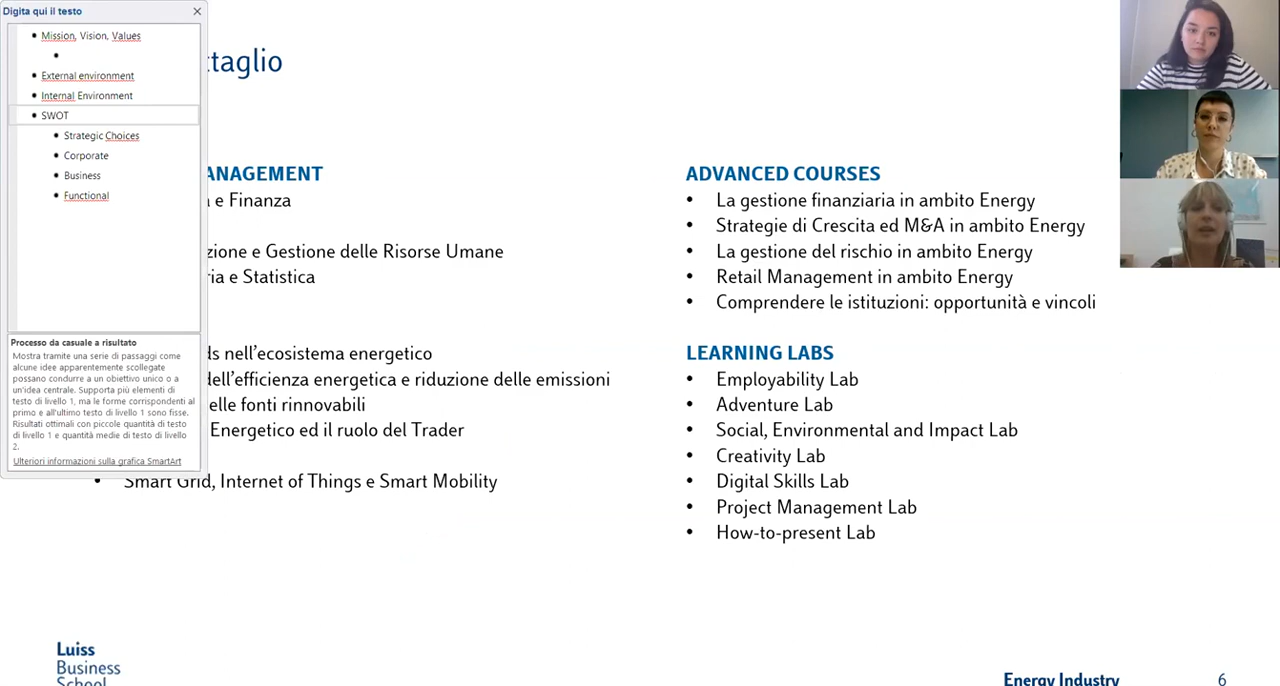 Digita qui il testo
Mission, Vision, Values
External environment
Internal Environment
SWOT
Strategic Choices
Corporate
Business
Functional
Processo da casuale a risultato
Mostra tramite una serie di passaggi come
alcune idee apparentemente scollegate
possano condurre a un obiettivo unico o a
un'idea centrale. Supporta più elementi di
testo di livello 1, ma le forme corrispondenti al
primo e all'ultimo testo di livello 1 sono fisse.
Risultati ottimali con piccole quantità di testo
di livello 1 e quantità medie di testo di livello
2.
Ulteriori informazioni sulla grafica SmartArt
ttaglio
ANAGEMENT
e Finanza
zione e Gestione delle Risorse Umane
ria e Statistica
ds nell'ecosistema energetico
dell'efficienza energetica e riduzione delle emissioni
elle fonti rinnovabili
Energetico ed il ruolo del Trader
Smart Grid, Internet of Things e Smart Mobility
ADVANCED COURSES
• La gestione finanziaria in ambito Energy
• Strategie di Crescita ed M&A in ambito Energy
• La gestione del rischio in ambito Energy
• Retail Management in ambito Energy
• Comprendere le istituzioni: opportunità e vincoli
LEARNING LABS
• Employability Lab
• Adventure Lab
• Social, Environmental and Impact Lab
• Creativity Lab
• Digital Skills Lab
• Project Management Lab
• How-to-present Lab
Luiss
Business
School
Energy Industry 6